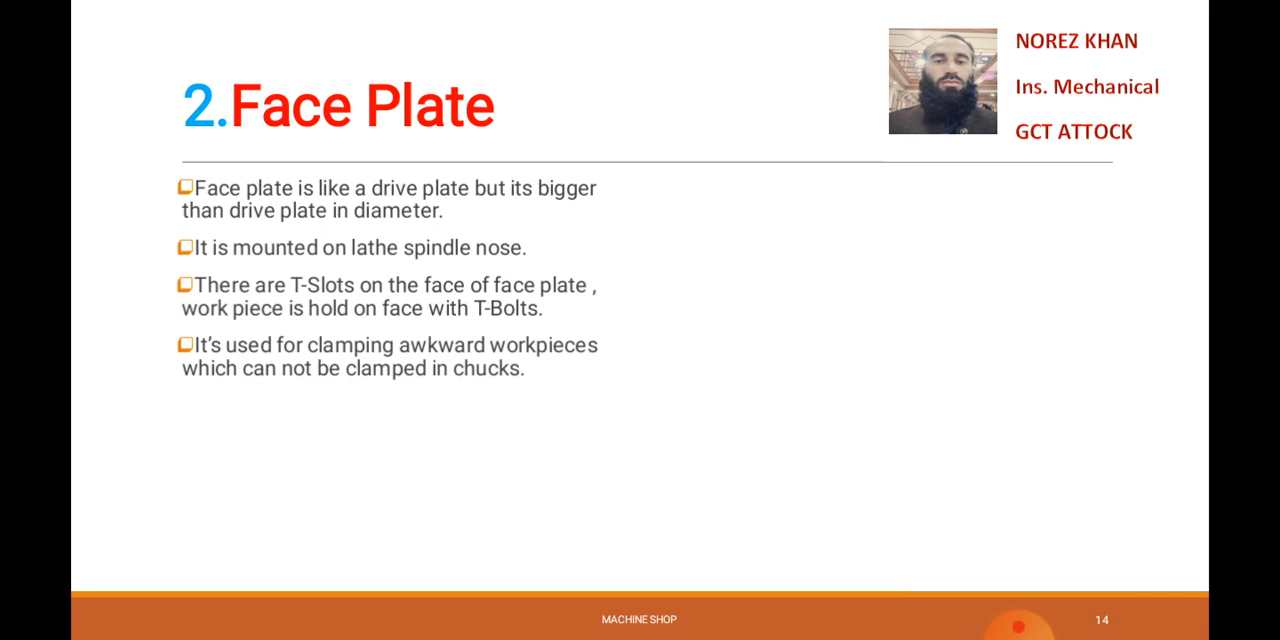 NOREZ KHAN
Ins. Mechanical
GCT ATTOCK
2.Face Plate
Face plate is like a drive plate but its bigger
than drive plate in diameter.
It is mounted on lathe spindle nose.
There are T-Slots on the face of face plate ,
work piece is hold on face with T-Bolts.
It's used for clamping awkward workpieces
which can not be clamped in chucks.
MACHINE SHOP
14